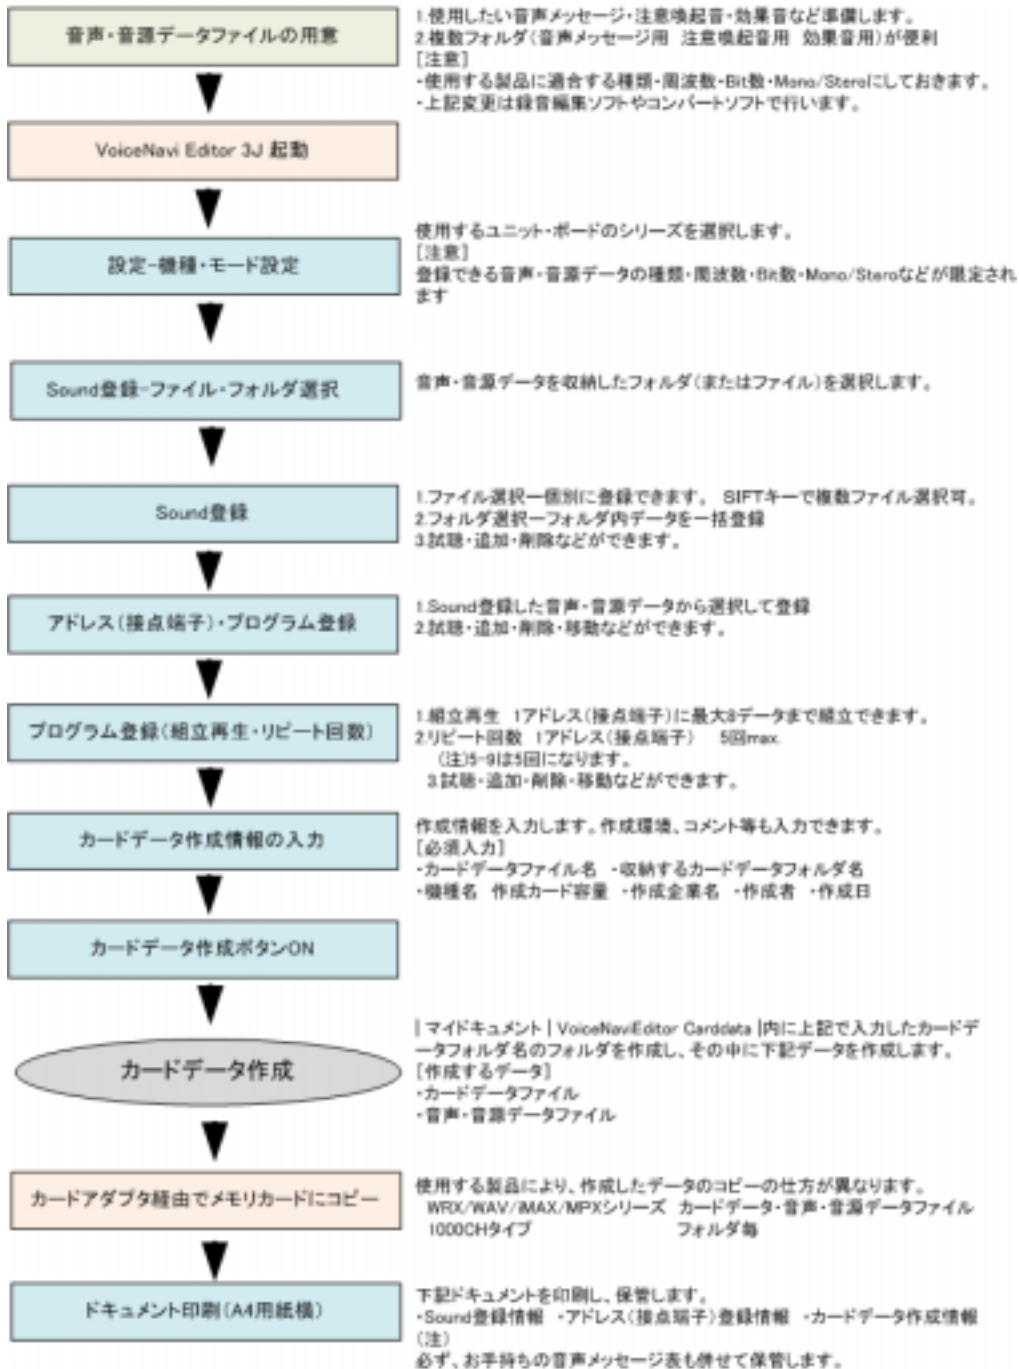 音声・音源データファイルの用意
1.使用したい音声メッセージ・注意喚起音・効果音など準備します。
2.複数フォルダ(音声メッセージ用 注意喚起音用 効果音用)が便利
[注意]
・使用する製品に適合する種類・周波数・Bit数・Mono/Steroにしておきます。
・上記変更は録音編集ソフトやコンバートソフトで行います。
VoiceNavi Editor 3J 起動
設定-機種・モード設定
使用するユニット・ボードのシリーズを選択します。
[注意]
登録できる音声・音源データの種類・周波数・Bit数・Mono/Steroなどが限定され
ます
Sound登録-ファイル・フォルダ選択
音声・音源データを収納したフォルダ(またはファイル)を選択します。
Sound登録
1.ファイル選択ー個別に登録できます。 SIFTキーで複数ファイル選択可。
2.フォルダ選択ーフォルダ内データを一括登録
3.試聴・追加・削除などができます。
アドレス(接点端子)・プログラム登録
1.Sound登録した音声・音源データから選択して登録
2.試聴・追加・削除・移動などができます。
プログラム登録(組立再生・リピート回数)
1.組立再生 1アドレス(接点端子)に最大8データまで組立できます。
2.リピート回数 1アドレス(接点端子) 5回max.
(注)5-9は5回になります。
3.試聴・追加・削除・移動などができます。
カードデータ作成情報の入力
作成情報を入力します。作成環境、コメント等も入力できます。
[必須入力]
・カードデータファイル名 ・収納するカードデータフォルダ名
・機種名 作成カード容量 ・作成企業名 ・作成者 ・作成日
カードデータ作成ボタンON
カードデータ作成
| マイドキュメント | VoiceNaviEditor Carddata |内に上記で入力したカードデ
ータフォルダ名のフォルダを作成し、その中に下記データを作成します。
[作成するデータ]
・カードデータファイル
・音声・音源データファイル
カードアダプタ経由でメモリカードにコピー
使用する製品により、作成したデータのコピーの仕方が異なります。
WRX/WAV/iMAX/MPXシリーズ カードデータ・音声・音源データファイル
1000CHタイプ フォルダ毎
ドキュメント印刷(A4用紙横)
下記ドキュメントを印刷し、保管します。
・Sound登録情報 ・アドレス(接点端子)登録情報 ・カードデータ作成情報
(注)
必ず、お手持ちの音声メッセージ表も併せて保管します。